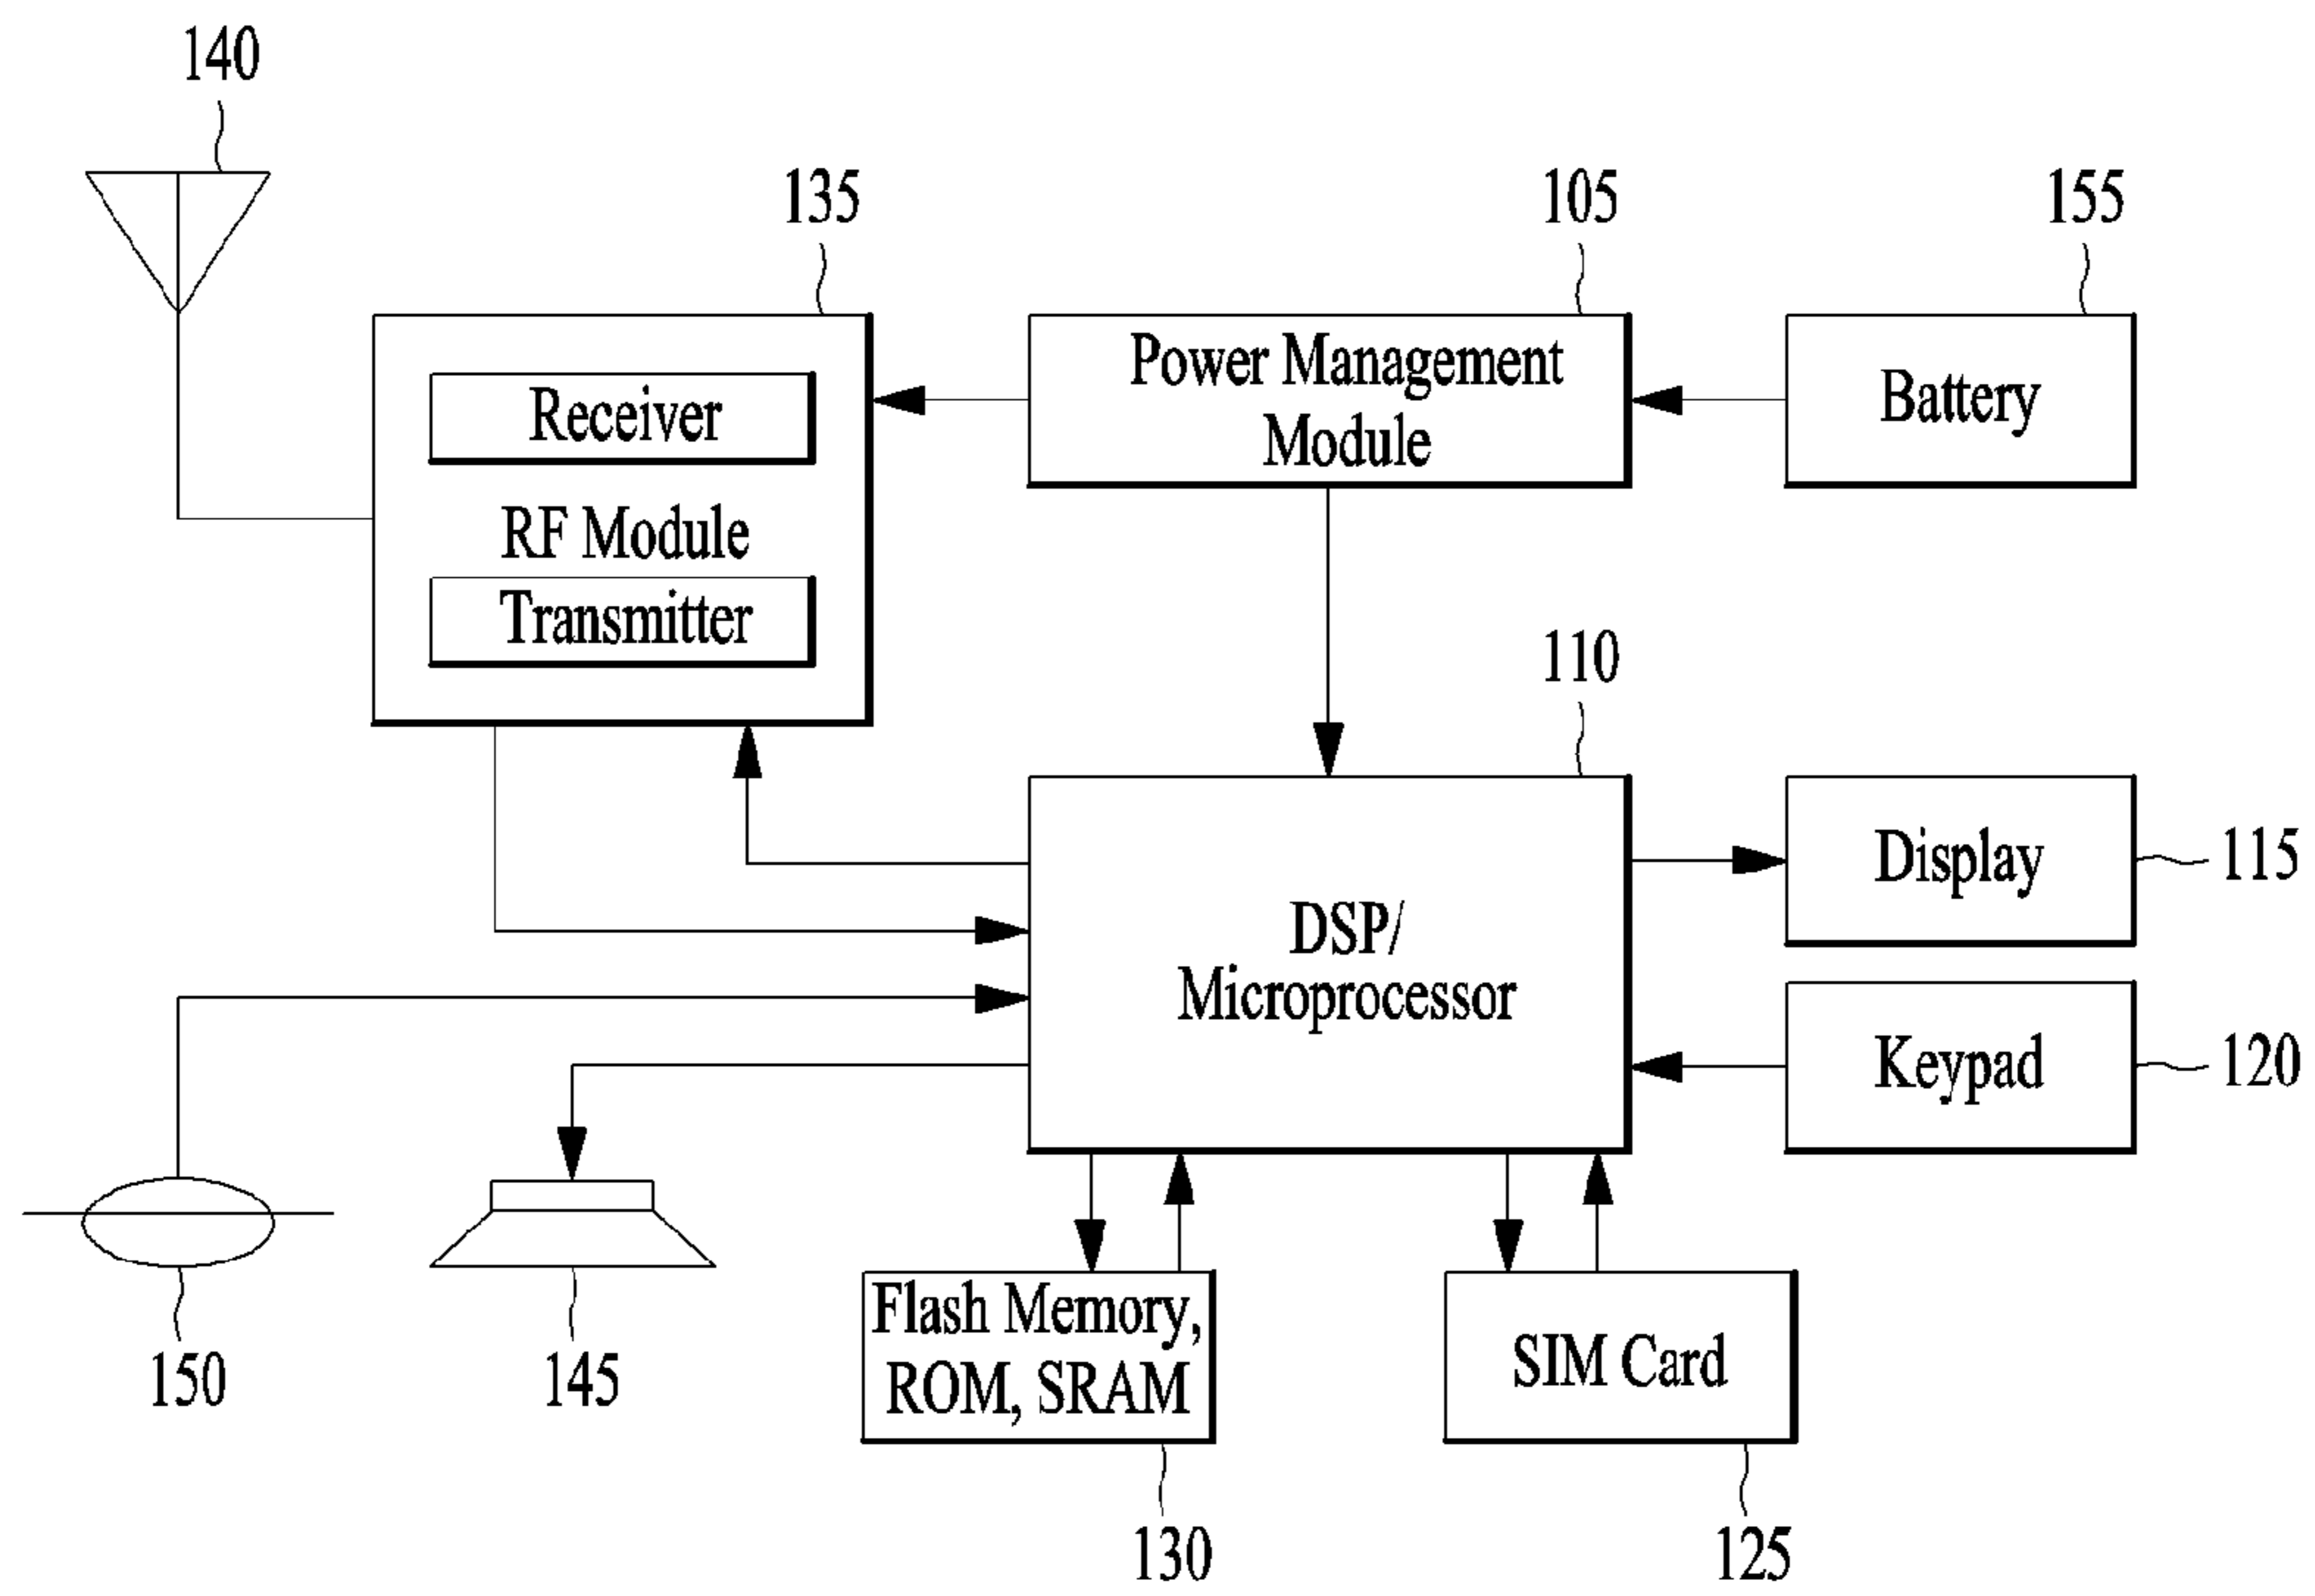 140
135
105
155
Receiver
RF Module
Transmitter
Power Management
Module
Battery
110
DSP/
Microprocessor
Display
115
Keypad
120
150
145
Flash Memory,
ROM, SRAM
SIM Card
130
125